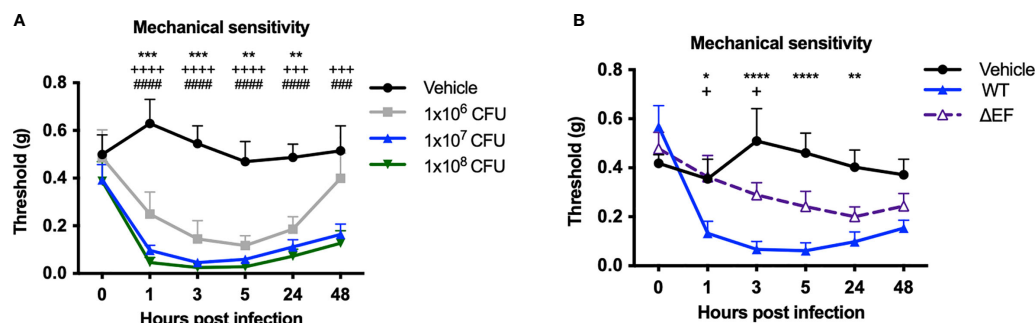 A
Mechanical sensitivity
*** *** ** **
++++ ++++ ++++ +++ +++
#### #### #### #### ###
Threshold (g)
0.8
0.6
0.4
0.2
0.0
0 1 3 5 24 48
Hours post infection
Vehicle
1x10⁶ CFU
1x10⁷ CFU
1x10⁸ CFU
B
Mechanical sensitivity
* **** **** **
+ +
Threshold (g)
0.8
0.6
0.4
0.2
0.0
0 1 3 5 24 48
Hours post infection
Vehicle
WT
ΔEF